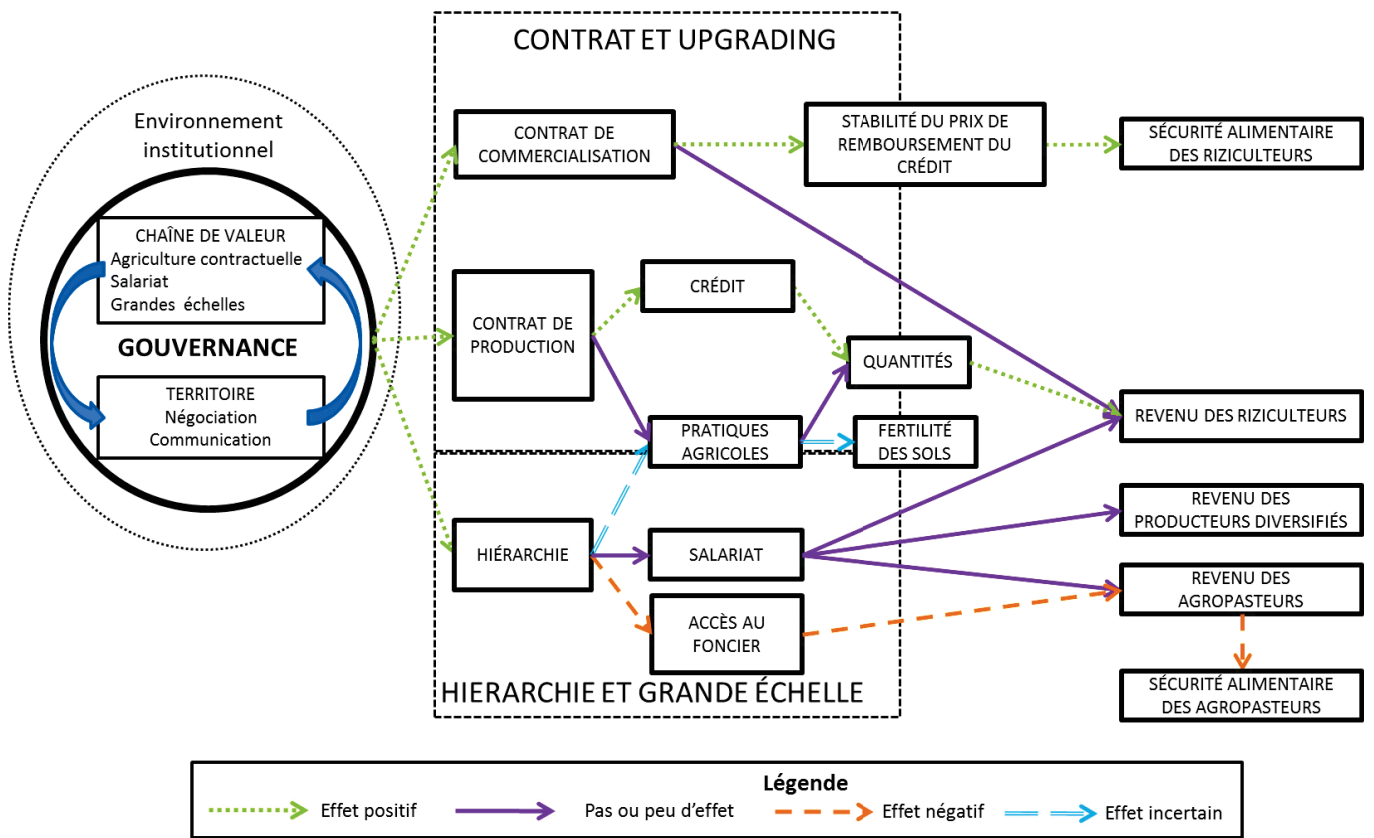 CONTRAT ET UPGRADING
Environnement
institutionnel
CHAÎNE DE VALEUR
Agriculture contractuelle
Salariat
Grandes échelles
GOUVERNANCE
TERRITOIRE
Négociation
Communication
CONTRAT DE
COMMERCIALISATION
STABILITÉ DU PRIX DE
REMBOURSEMENT DU
CRÉDIT
SÉCURITÉ ALIMENTAIRE
DES RIZICULTEURS
CONTRAT DE
PRODUCTION
CRÉDIT
QUANTITÉS
PRATIQUES
AGRICOLES
FERTILITÉ
DES SOLS
REVENU DES RIZICULTEURS
HIÉRARCHIE
SALARIAT
REVENU DES
PRODUCTEURS DIVERSIFIÉS
ACCÈS AU
FONCIER
REVENU DES
AGROPASTEURS
SÉCURITÉ ALIMENTAIRE
DES AGROPASTEURS
HIERARCHIE ET GRANDE ÉCHELLE
Légende
Effet positif
Pas ou peu d'effet
Effet négatif
Effet incertain